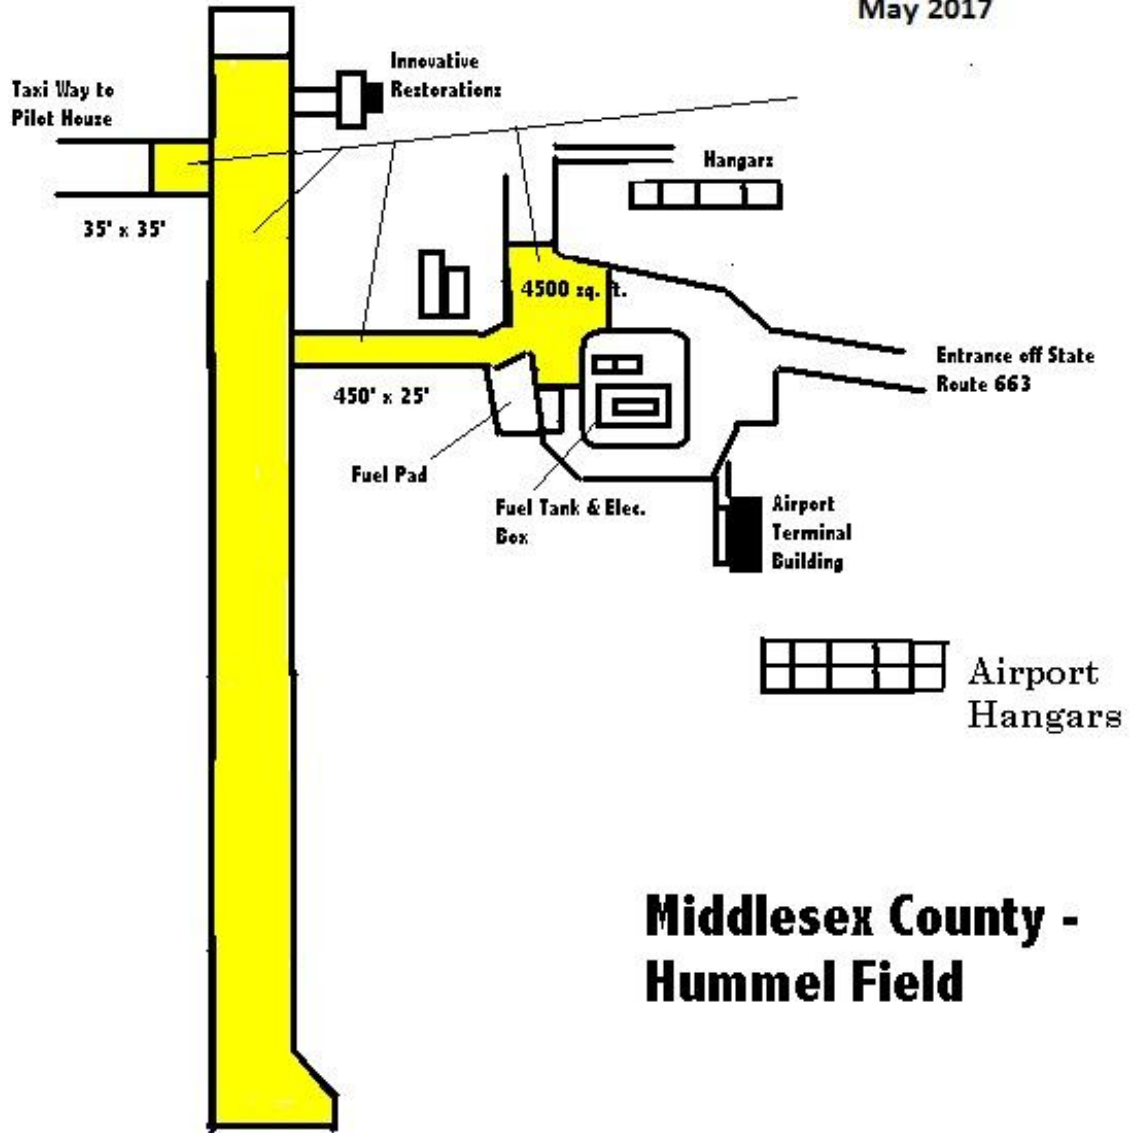 May 2017
Innovative
Restorations
Taxi Way to
Pilot House
Hangars
35' x 35'
4500 sq. ft.
Entrance off State
Route 663
450' x 25'
Fuel Pad
Fuel Tank & Elec.
Box
Airport
Terminal
Building
Airport
Hangars
Middlesex County -
Hummel Field